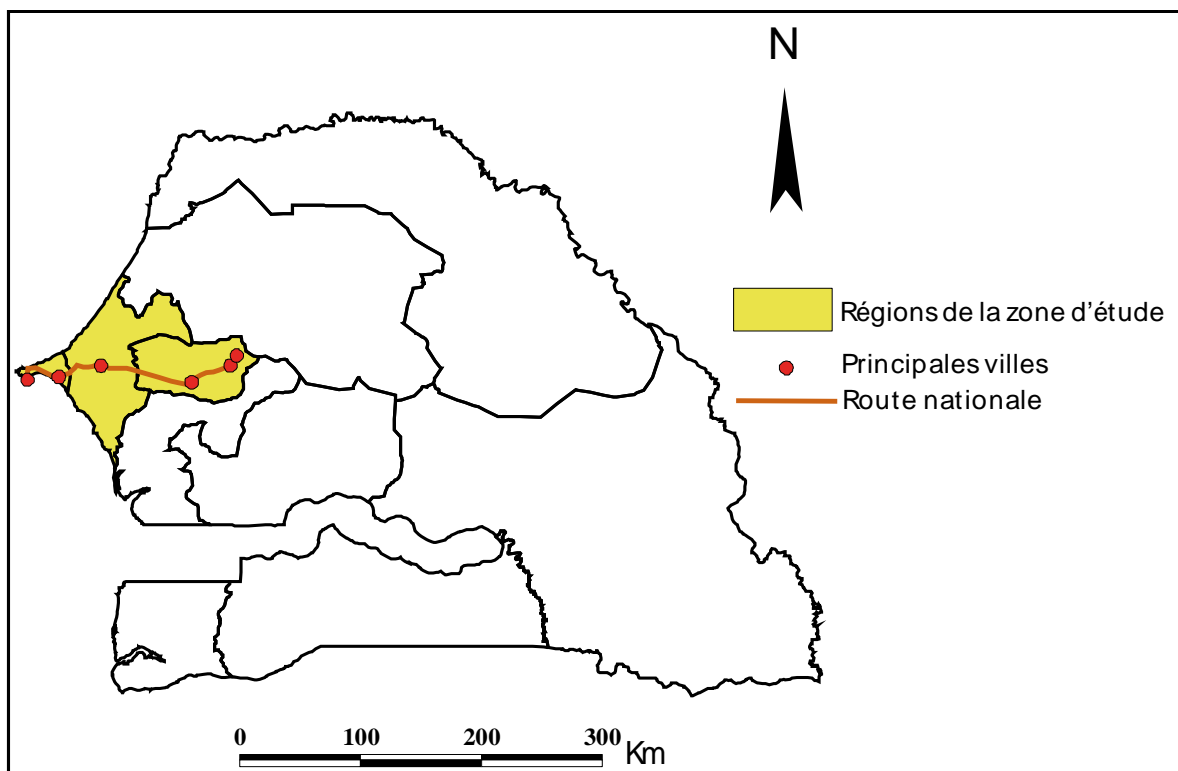 N
Régions de la zone d'étude
Principales villes
Route nationale
0 100 200 300 Km